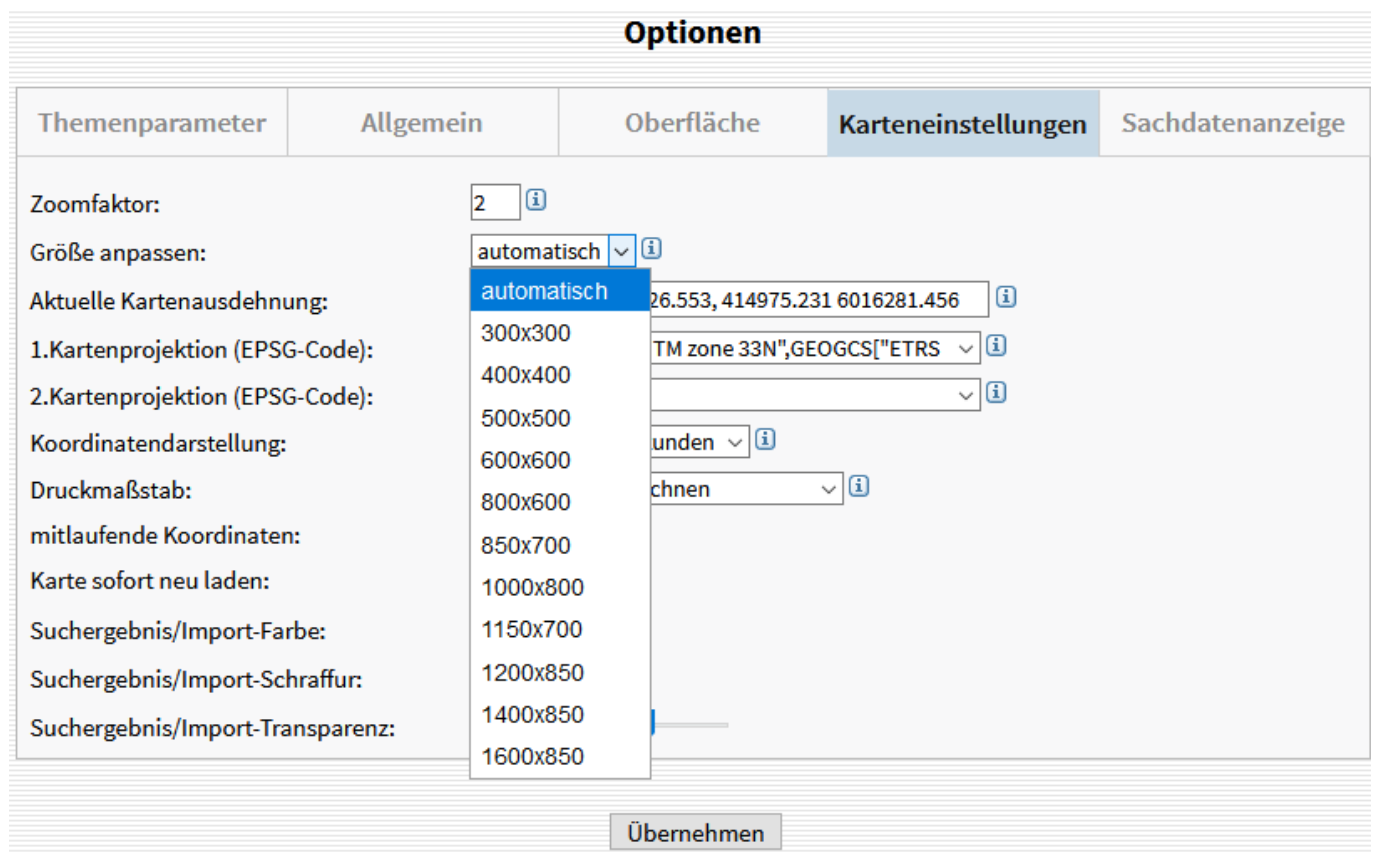 Optionen
Themenparameter Allgemein Oberfläche Karteneinstellungen Sachdatenanzeige
Zoomfaktor: 2
Größe anpassen: automatisch
automatisch
Aktuelle Kartenausdehnung: 26.553, 414975.231 6016281.456
300x300
1.Kartenprojektion (EPSG-Code): TM zone 33N",GEOGCS["ETRS
400x400
2.Kartenprojektion (EPSG-Code):
500x500
Koordinatendarstellung: unden
600x600
Druckmaßstab: chnen
800x600
mitlaufende Koordinaten:
850x700
Karte sofort neu laden:
1000x800
Suchergebnis/Import-Farbe:
1150x700
Suchergebnis/Import-Schraffur:
1200x850
Suchergebnis/Import-Transparenz:
1400x850
1600x850
Übernehmen